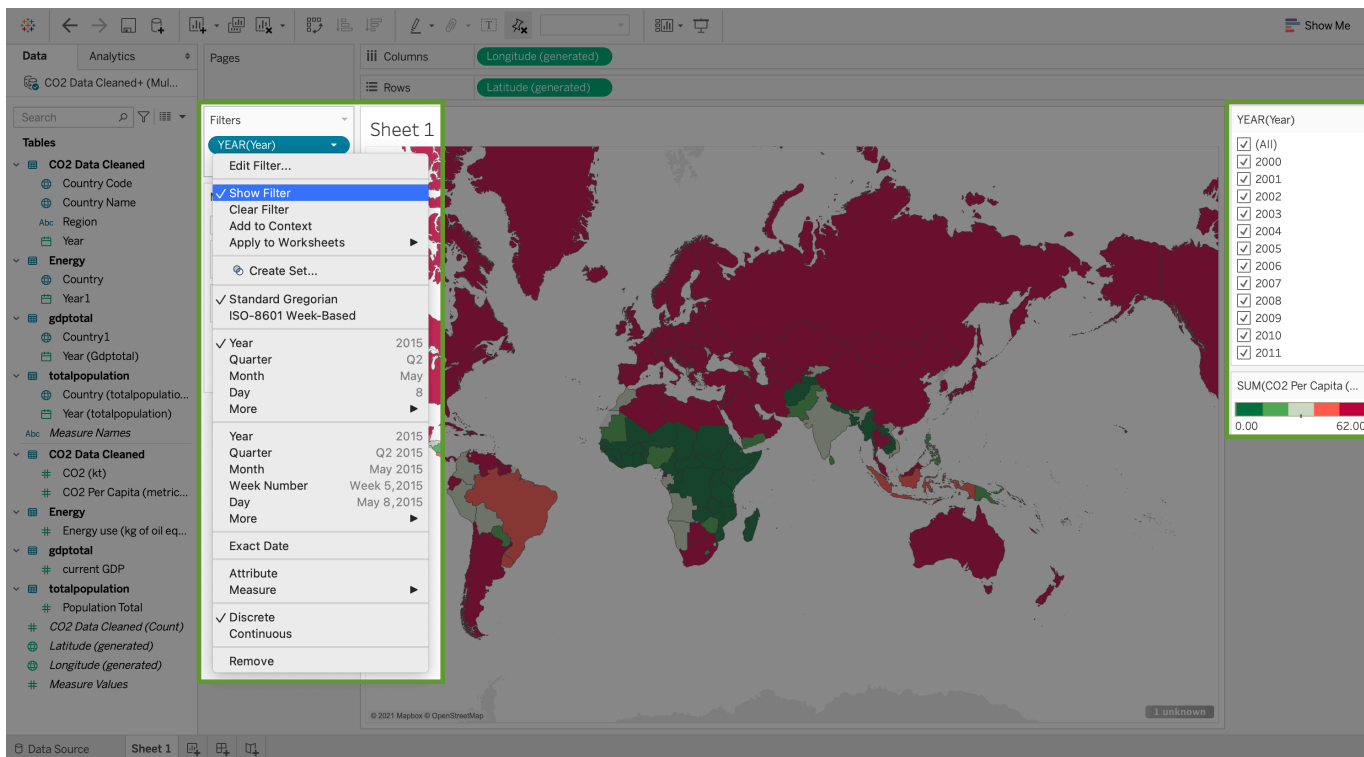 Show Me
Data
Analytics
Pages
Columns
Longitude (generated)
CO2 Data Cleaned+ (Mul...
Rows
Latitude (generated)
Search
Tables
CO2 Data Cleaned
Country Code
Country Name
Abc Region
Year
Energy
Country
Year1
gdptotal
Country1
Year (Gdptotal)
totalpopulation
Country (totalpopulatio...
Year (totalpopulation)
Abc Measure Names
CO2 Data Cleaned
# CO2 (kt)
# CO2 Per Capita (metric...
Energy
# Energy use (kg of oil eq...
gdptotal
# current GDP
totalpopulation
# Population Total
# CO2 Data Cleaned (Count)
Latitude (generated)
Longitude (generated)
# Measure Values
Filters
YEAR(Year)
Edit Filter...
✓ Show Filter
Clear Filter
Add to Context
Apply to Worksheets
Create Set...
✓ Standard Gregorian
ISO-8601 Week-Based
✓ Year 2015
Quarter Q2
Month May
Day 8
More
Year 2015
Quarter Q2 2015
Month May 2015
Week Number Week 5,2015
Day May 8,2015
More
Exact Date
Attribute
Measure
✓ Discrete
Continuous
Remove
Sheet 1
© 2021 Mapbox © OpenStreetMap
1 unknown
YEAR(Year)
(All)
2000
2001
2002
2003
2004
2005
2006
2007
2008
2009
2010
2011
SUM(CO2 Per Capita (...
0.00 62.00
Data Source
Sheet 1